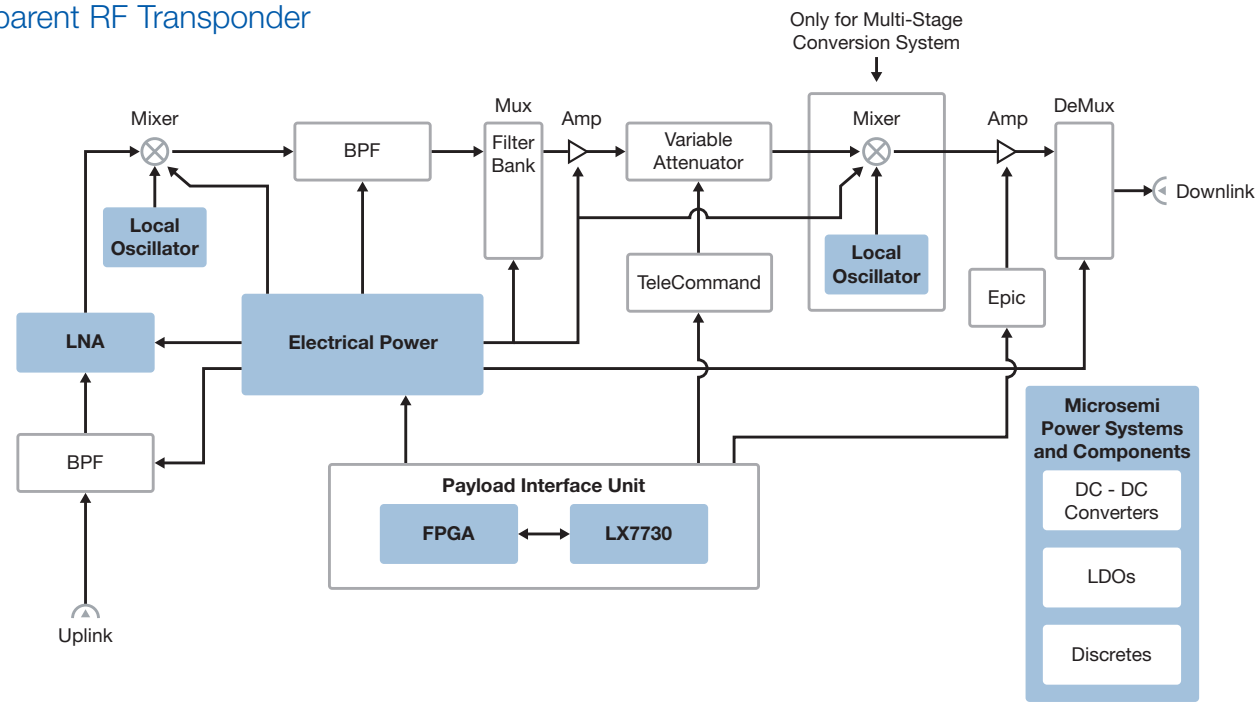 parent RF Transponder
Only for Multi-Stage
Conversion System
Mixer
BPF
Mux
Filter
Bank
Amp
Variable
Attenuator
Mixer
Amp
DeMux
Downlink
Local
Oscillator
Local
Oscillator
TeleCommand
Epic
LNA
Electrical Power
BPF
Payload Interface Unit
FPGA
LX7730
Uplink
Microsemi
Power Systems
and Components
DC - DC
Converters
LDOs
Discretes